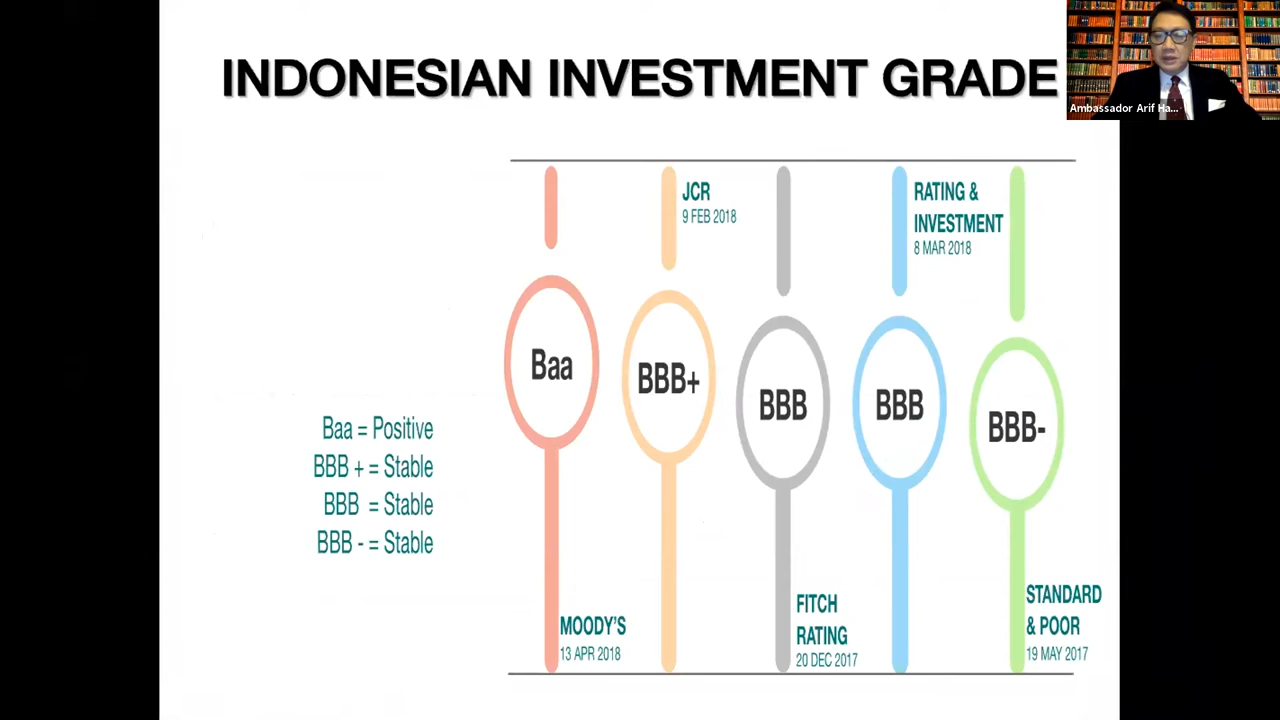 INDONESIAN INVESTMENT GRADE
Ambassador Arif Ha...
JCR
9 FEB 2018
RATING &
INVESTMENT
8 MAR 2018
Baa
BBB+
BBB
BBB
BBB-
Baa = Positive
BBB + = Stable
BBB = Stable
BBB - = Stable
MOODY'S
13 APR 2018
FITCH
RATING
20 DEC 2017
STANDARD
& POOR
19 MAY 2017